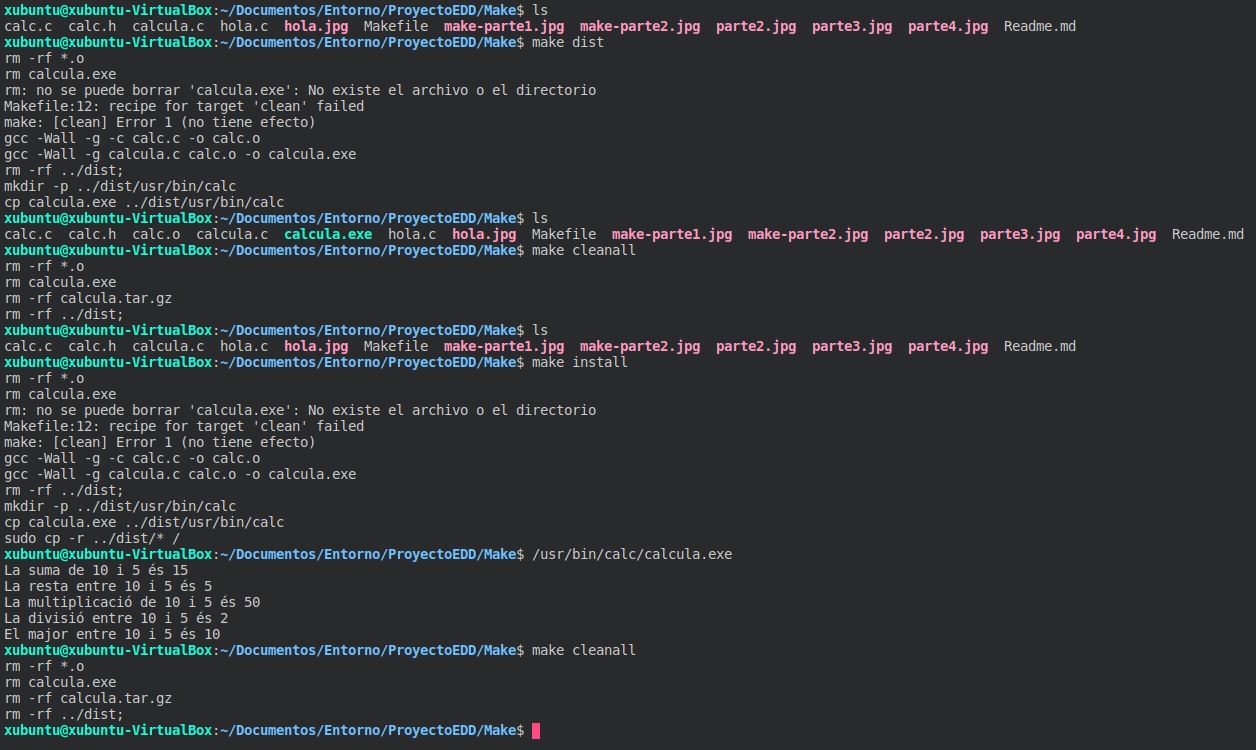 xubuntu@xubuntu-VirtualBox:~/Documentos/Entorno/ProyectoEDD/Make$ ls
calc.c  calc.h  calcula.c  hola.c  hola.jpg  Makefile  make-parte1.jpg  make-parte2.jpg  parte2.jpg  parte3.jpg  parte4.jpg  Readme.md
xubuntu@xubuntu-VirtualBox:~/Documentos/Entorno/ProyectoEDD/Make$ make dist
rm -rf *.o
rm calcula.exe
rm: no se puede borrar 'calcula.exe': No existe el archivo o el directorio
Makefile:12: recipe for target 'clean' failed
make: [clean] Error 1 (no tiene efecto)
gcc -Wall -g -c calc.c -o calc.o
gcc -Wall -g calcula.c calc.o -o calcula.exe
rm -rf ../dist;
mkdir -p ../dist/usr/bin/calc
cp calcula.exe ../dist/usr/bin/calc
xubuntu@xubuntu-VirtualBox:~/Documentos/Entorno/ProyectoEDD/Make$ ls
calc.c  calc.h  calc.o  calcula.c  calcula.exe  hola.c  hola.jpg  Makefile  make-parte1.jpg  make-parte2.jpg  parte2.jpg  parte3.jpg  parte4.jpg  Readme.md
xubuntu@xubuntu-VirtualBox:~/Documentos/Entorno/ProyectoEDD/Make$ make cleanall
rm -rf *.o
rm calcula.exe
rm -rf calcula.tar.gz
rm -rf ../dist;
xubuntu@xubuntu-VirtualBox:~/Documentos/Entorno/ProyectoEDD/Make$ ls
calc.c  calc.h  calcula.c  hola.c  hola.jpg  Makefile  make-parte1.jpg  make-parte2.jpg  parte2.jpg  parte3.jpg  parte4.jpg  Readme.md
xubuntu@xubuntu-VirtualBox:~/Documentos/Entorno/ProyectoEDD/Make$ make install
rm -rf *.o
rm calcula.exe
rm: no se puede borrar 'calcula.exe': No existe el archivo o el directorio
Makefile:12: recipe for target 'clean' failed
make: [clean] Error 1 (no tiene efecto)
gcc -Wall -g -c calc.c -o calc.o
gcc -Wall -g calcula.c calc.o -o calcula.exe
rm -rf ../dist;
mkdir -p ../dist/usr/bin/calc
cp calcula.exe ../dist/usr/bin/calc
sudo cp -r ../dist/* /
xubuntu@xubuntu-VirtualBox:~/Documentos/Entorno/ProyectoEDD/Make$ /usr/bin/calc/calcula.exe
La suma de 10 i 5 és 15
La resta entre 10 i 5 és 5
La multiplicació de 10 i 5 és 50
La divisió entre 10 i 5 és 2
El major entre 10 i 5 és 10
xubuntu@xubuntu-VirtualBox:~/Documentos/Entorno/ProyectoEDD/Make$ make cleanall
rm -rf *.o
rm calcula.exe
rm -rf calcula.tar.gz
rm -rf ../dist;
xubuntu@xubuntu-VirtualBox:~/Documentos/Entorno/ProyectoEDD/Make$